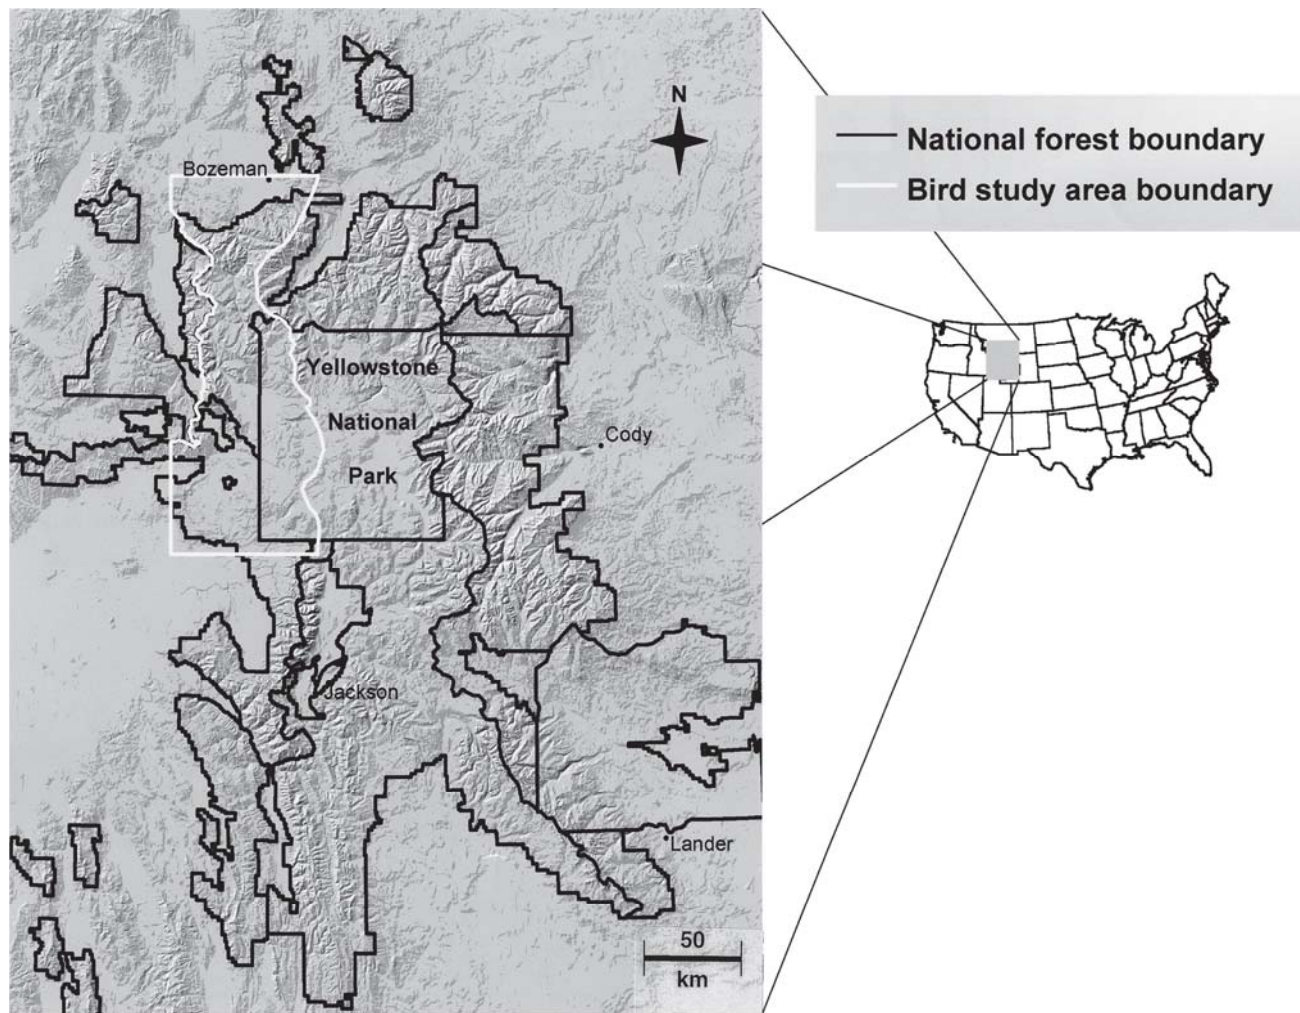 N
National forest boundary
Bird study area boundary
Bozeman
Yellowstone
National
Park
Cody
Jackson
Lander
50
km